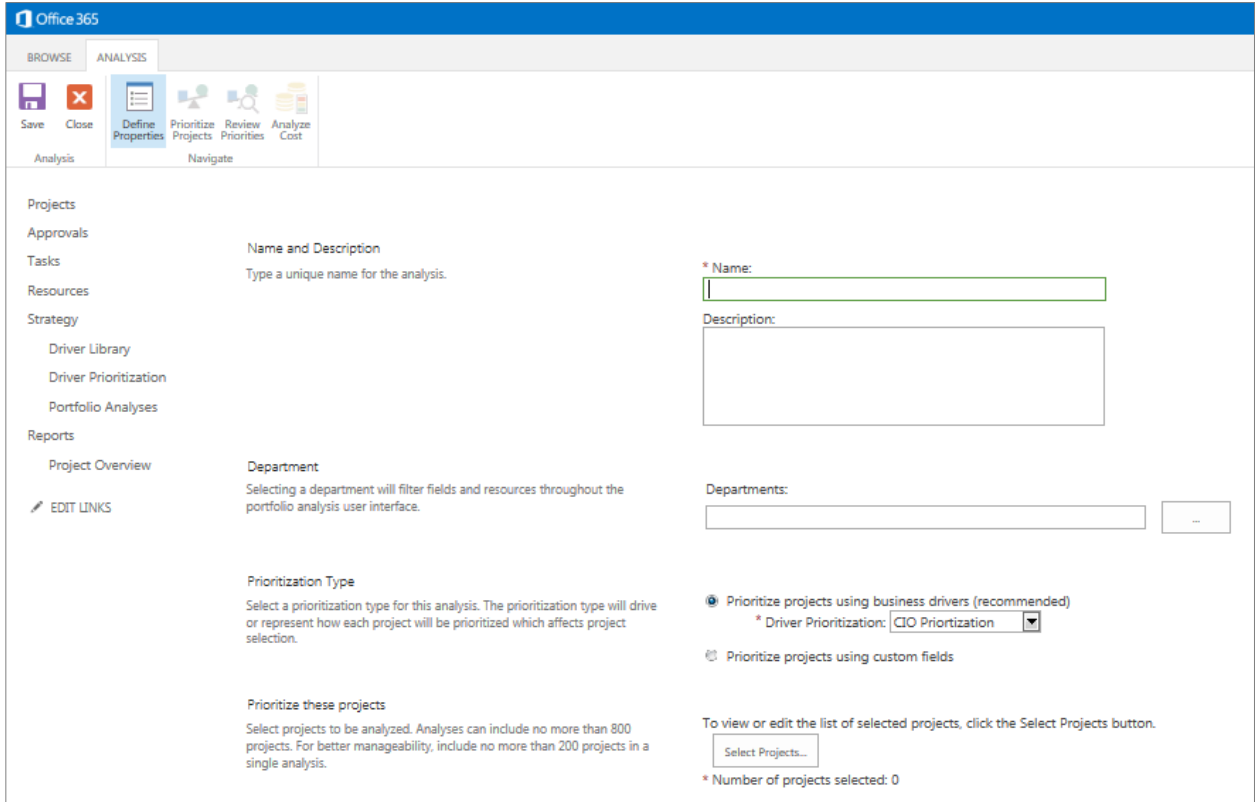 Office 365
BROWSE ANALYSIS
Save Close Define Properties Prioritize Projects Review Priorities Analyze Cost
Analysis Navigate
Projects
Approvals
Tasks
Resources
Strategy
Driver Library
Driver Prioritization
Portfolio Analyses
Reports
Project Overview
EDIT LINKS
Name and Description
Type a unique name for the analysis.
* Name:
Description:
Department
Selecting a department will filter fields and resources throughout the
portfolio analysis user interface.
Departments:
...
Prioritization Type
Select a prioritization type for this analysis. The prioritization type will drive
or represent how each project will be prioritized which affects project
selection.
Prioritize projects using business drivers (recommended)
* Driver Prioritization: CIO Priortization
Prioritize projects using custom fields
Prioritize these projects
Select projects to be analyzed. Analyses can include no more than 800
projects. For better manageability, include no more than 200 projects in a
single analysis.
To view or edit the list of selected projects, click the Select Projects button.
Select Projects...
* Number of projects selected: 0